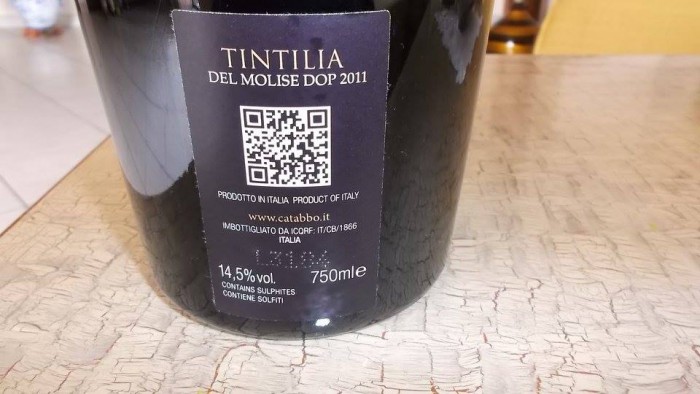 TINTILIA
DEL MOLISE DOP 2011
PRODOTTO IN ITALIA PRODUCT OF ITALY
www.catabbo.it
IMBOTTIGLIATO DA ICQRF: IT/CB/1866
ITALIA
L3184
14,5%vol. 750mle
CONTAINS SULPHITES
CONTIENE SOLFITI